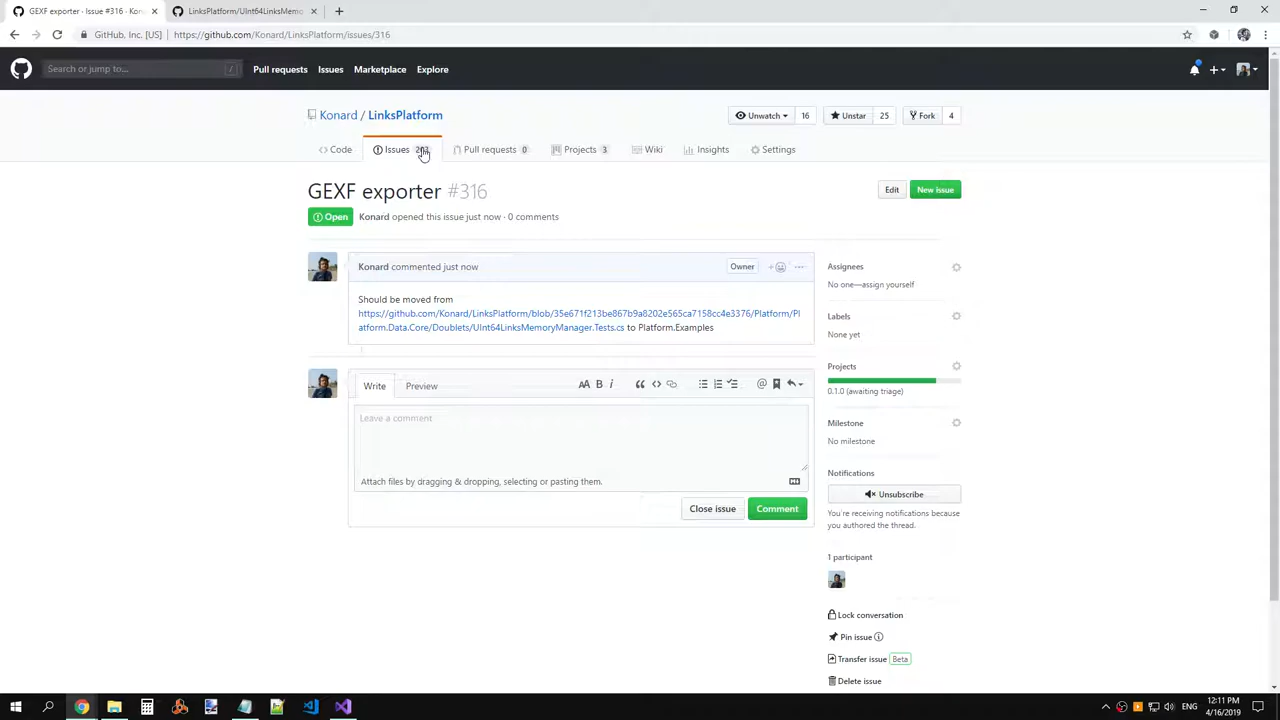 GEXF exporter · Issue #316 · Kon
LinksPlatform/UInt64LinksMemo
GitHub, Inc. [US]
https://github.com/Konard/LinksPlatform/issues/316
Search or jump to...
/
Pull requests
Issues
Marketplace
Explore
Konard / LinksPlatform
Unwatch
16
Unstar
25
Fork
4
Code
Issues
Pull requests 0
Projects 3
Wiki
Insights
Settings
GEXF exporter #316
Edit
New issue
Open
Konard opened this issue just now · 0 comments
Konard commented just now
Owner
Should be moved from
https://github.com/Konard/LinksPlatform/blob/35e671f213be867b9a8202e565ca7158cc4e3376/Platform/Pl
atform.Data.Core/Doublets/UInt64LinksMemoryManager.Tests.cs to Platform.Examples
Write
Preview
Leave a comment
Attach files by dragging & dropping, selecting or pasting them.
Close issue
Comment
Assignees
No one—assign yourself
Labels
None yet
Projects
0.1.0 (awaiting triage)
Milestone
No milestone
Notifications
Unsubscribe
You're receiving notifications because
you authored the thread.
1 participant
Lock conversation
Pin issue
Transfer issue Beta
Delete issue
ENG
12:11 PM
4/16/2019